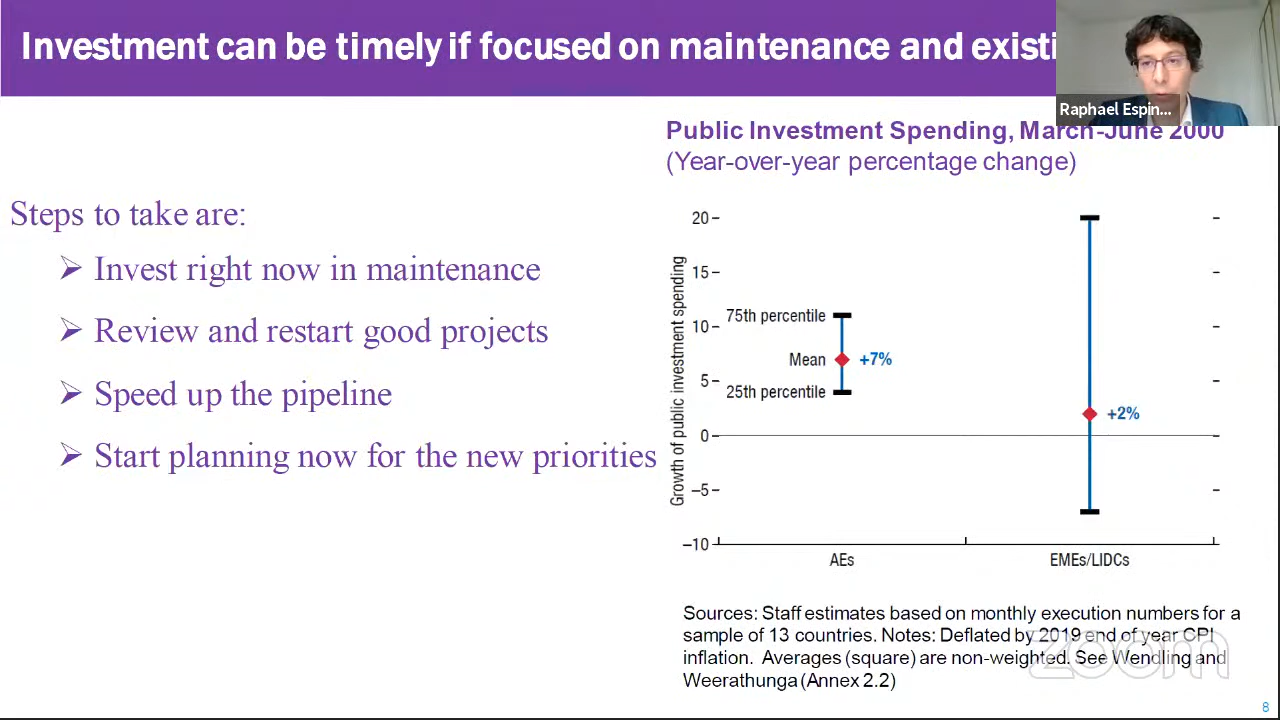 Investment can be timely if focused on maintenance and existi
Raphael Espin...
Public Investment Spending, March-June 2000
(Year-over-year percentage change)
Steps to take are:
➢ Invest right now in maintenance
➢ Review and restart good projects
➢ Speed up the pipeline
➢ Start planning now for the new priorities
Growth of public investment spending
20
15
10
5
0
–5
–10
75th percentile
Mean
+7%
25th percentile
+2%
AEs
EMEs/LIDCs
Sources: Staff estimates based on monthly execution numbers for a
sample of 13 countries. Notes: Deflated by 2019 end of year CPI
inflation. Averages (square) are non-weighted. See Wendling and
Weerathunga (Annex 2.2)
zoom
8